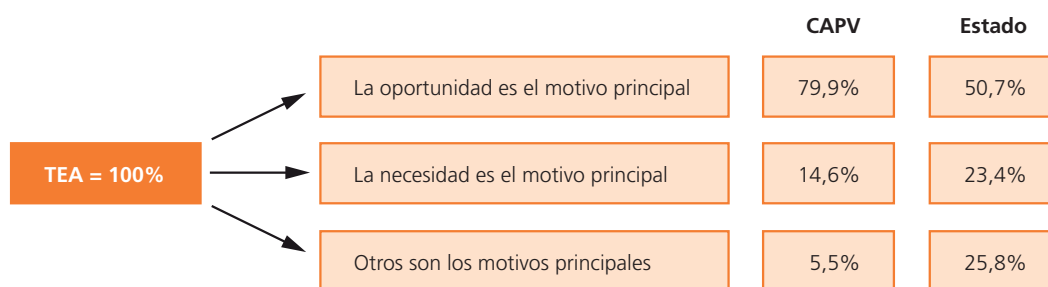 CAPV Estado
La oportunidad es el motivo principal 79,9% 50,7%
TEA = 100% La necesidad es el motivo principal 14,6% 23,4%
Otros son los motivos principales 5,5% 25,8%